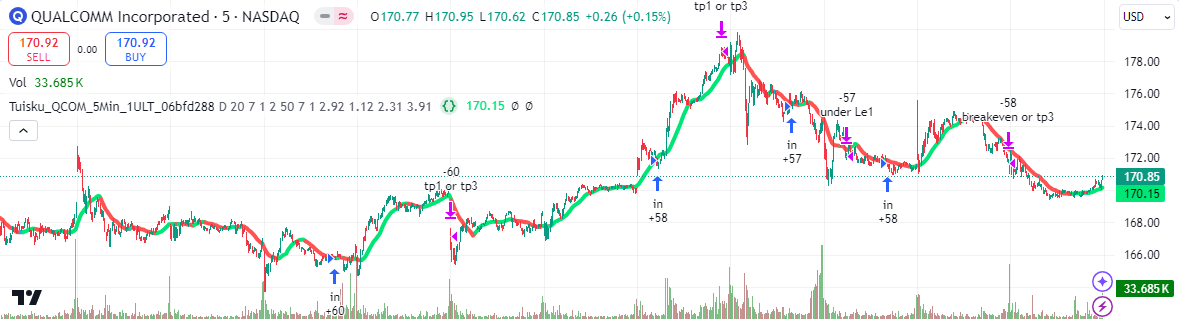 QUALCOMM Incorporated · 5 · NASDAQ
O170.77 H170.95 L170.62 C170.85 +0.26 (+0.15%)
USD
170.92
SELL
0.00
170.92
BUY
Vol 33.685 K
Tuisku_QCOM_5Min_1ULT_06bfd288 D 20 7 1 2 50 7 1 2.92 1.12 2.31 3.91 170.15 Ø Ø
tp1 or tp3
-60
tp1 or tp3
in
+60
in
+58
in
+57
-57
under Le1
in
+58
-58
breakeven or tp3
178.00
176.00
174.00
172.00
170.85
170.15
168.00
166.00
33.685 K